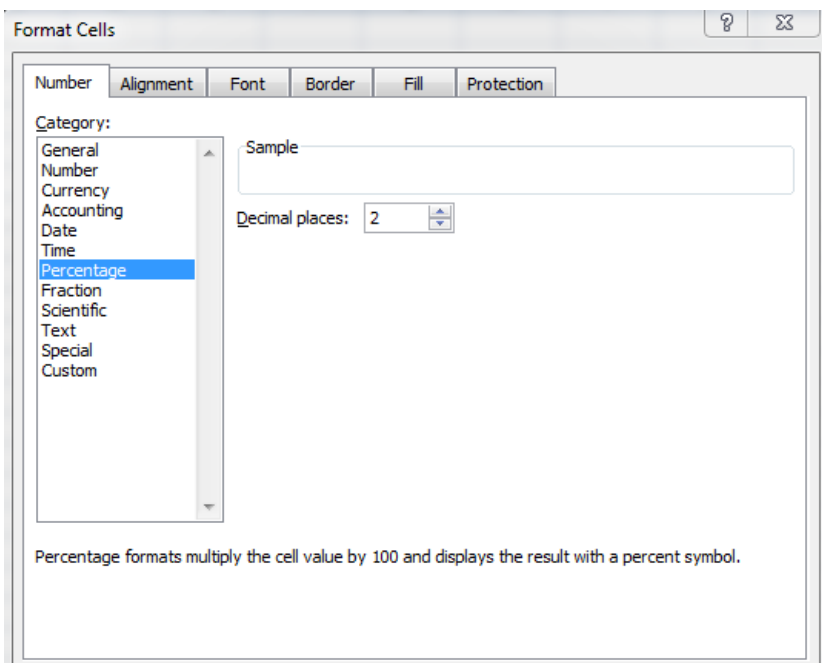 Format Cells
Number Alignment Font Border Fill Protection
Category:
General
Number
Currency
Accounting
Date
Time
Percentage
Fraction
Scientific
Text
Special
Custom
Sample
Decimal places: 2
Percentage formats multiply the cell value by 100 and displays the result with a percent symbol.